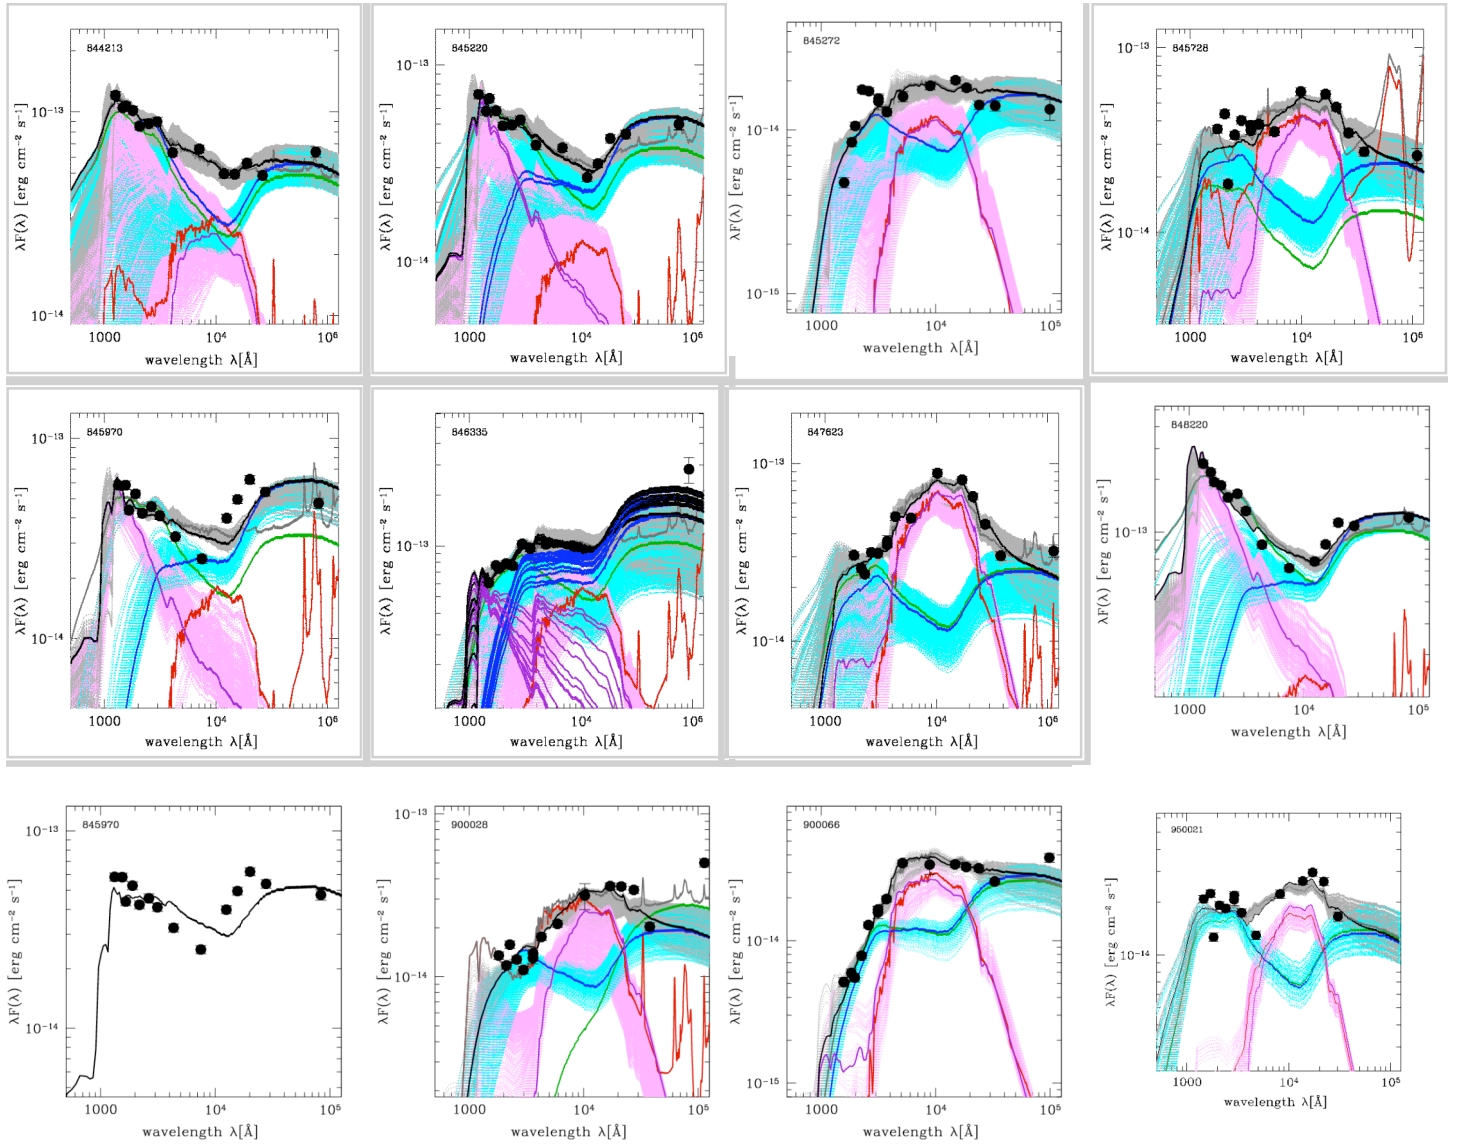 844213
10⁻¹³
10⁻¹⁴
λF(λ) [erg cm⁻² s⁻¹]
1000 10⁴ 10⁵ 10⁶
wavelength λ[Å]
845220
10⁻¹³
10⁻¹⁴
λF(λ) [erg cm⁻² s⁻¹]
1000 10⁴ 10⁵ 10⁶
wavelength λ[Å]
845272
10⁻¹⁴
10⁻¹⁵
λF(λ) [erg cm⁻² s⁻¹]
1000 10⁴ 10⁵
wavelength λ[Å]
845728
10⁻¹³
10⁻¹⁴
λF(λ) [erg cm⁻² s⁻¹]
1000 10⁴ 10⁵ 10⁶
wavelength λ[Å]
845970
10⁻¹³
10⁻¹⁴
λF(λ) [erg cm⁻² s⁻¹]
1000 10⁴ 10⁵ 10⁶
wavelength λ[Å]
846335
10⁻¹³
λF(λ) [erg cm⁻² s⁻¹]
1000 10⁴ 10⁵ 10⁶
wavelength λ[Å]
847623
10⁻¹³
10⁻¹⁴
λF(λ) [erg cm⁻² s⁻¹]
1000 10⁴ 10⁵ 10⁶
wavelength λ[Å]
848220
10⁻¹³
λF(λ) [erg cm⁻² s⁻¹]
1000 10⁴ 10⁵
wavelength λ[Å]
845970
10⁻¹³
10⁻¹⁴
λF(λ) [erg cm⁻² s⁻¹]
1000 10⁴ 10⁵
wavelength λ[Å]
900028
10⁻¹³
10⁻¹⁴
λF(λ) [erg cm⁻² s⁻¹]
1000 10⁴ 10⁵
wavelength λ[Å]
900066
10⁻¹⁴
10⁻¹⁵
λF(λ) [erg cm⁻² s⁻¹]
1000 10⁴ 10⁵
wavelength λ[Å]
950021
10⁻¹³
10⁻¹⁴
λF(λ) [erg cm⁻² s⁻¹]
1000 10⁴ 10⁵
wavelength λ[Å]